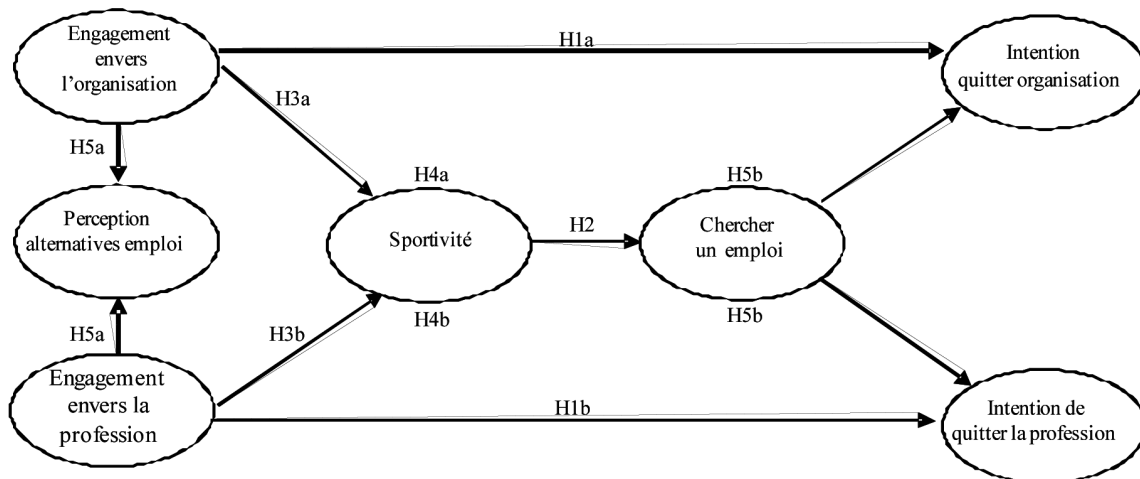 Engagement
envers
l'organisation
H1a
Intention
quitter organisation
H3a
H5a
Perception
alternatives emploi
H4a
Sportivité
H4b
H2
H5b
Chercher
un emploi
H5b
H5a
H3b
Engagement
envers la
profession
H1b
Intention de
quitter la profession